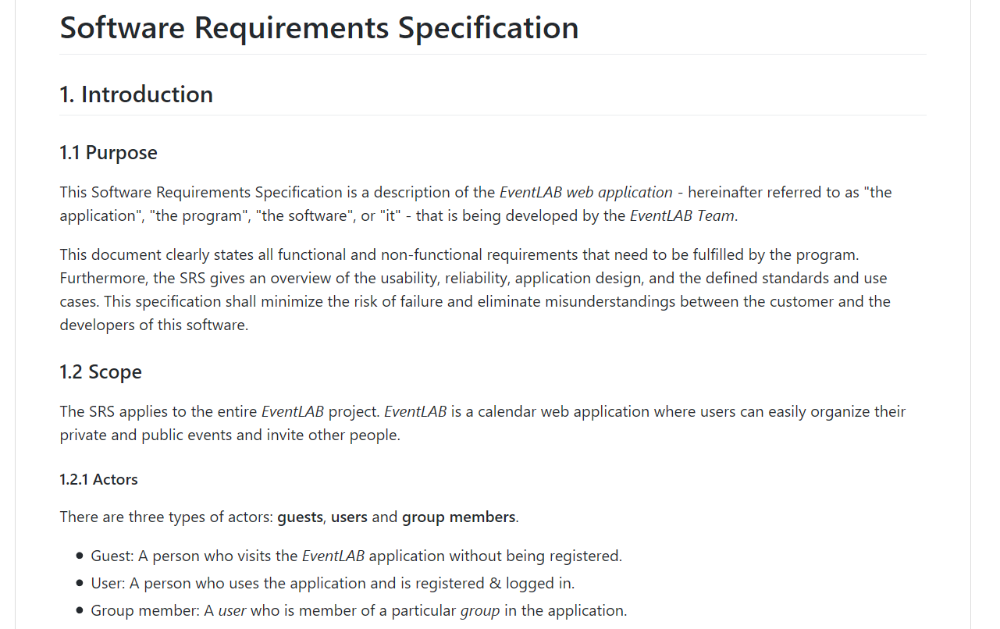 Software Requirements Specification
1. Introduction
1.1 Purpose
This Software Requirements Specification is a description of the EventLAB web application - hereinafter referred to as "the
application", "the program", "the software", or "it" - that is being developed by the EventLAB Team.
This document clearly states all functional and non-functional requirements that need to be fulfilled by the program.
Furthermore, the SRS gives an overview of the usability, reliability, application design, and the defined standards and use
cases. This specification shall minimize the risk of failure and eliminate misunderstandings between the customer and the
developers of this software.
1.2 Scope
The SRS applies to the entire EventLAB project. EventLAB is a calendar web application where users can easily organize their
private and public events and invite other people.
1.2.1 Actors
There are three types of actors: guests, users and group members.
• Guest: A person who visits the EventLAB application without being registered.
• User: A person who uses the application and is registered & logged in.
• Group member: A user who is member of a particular group in the application.